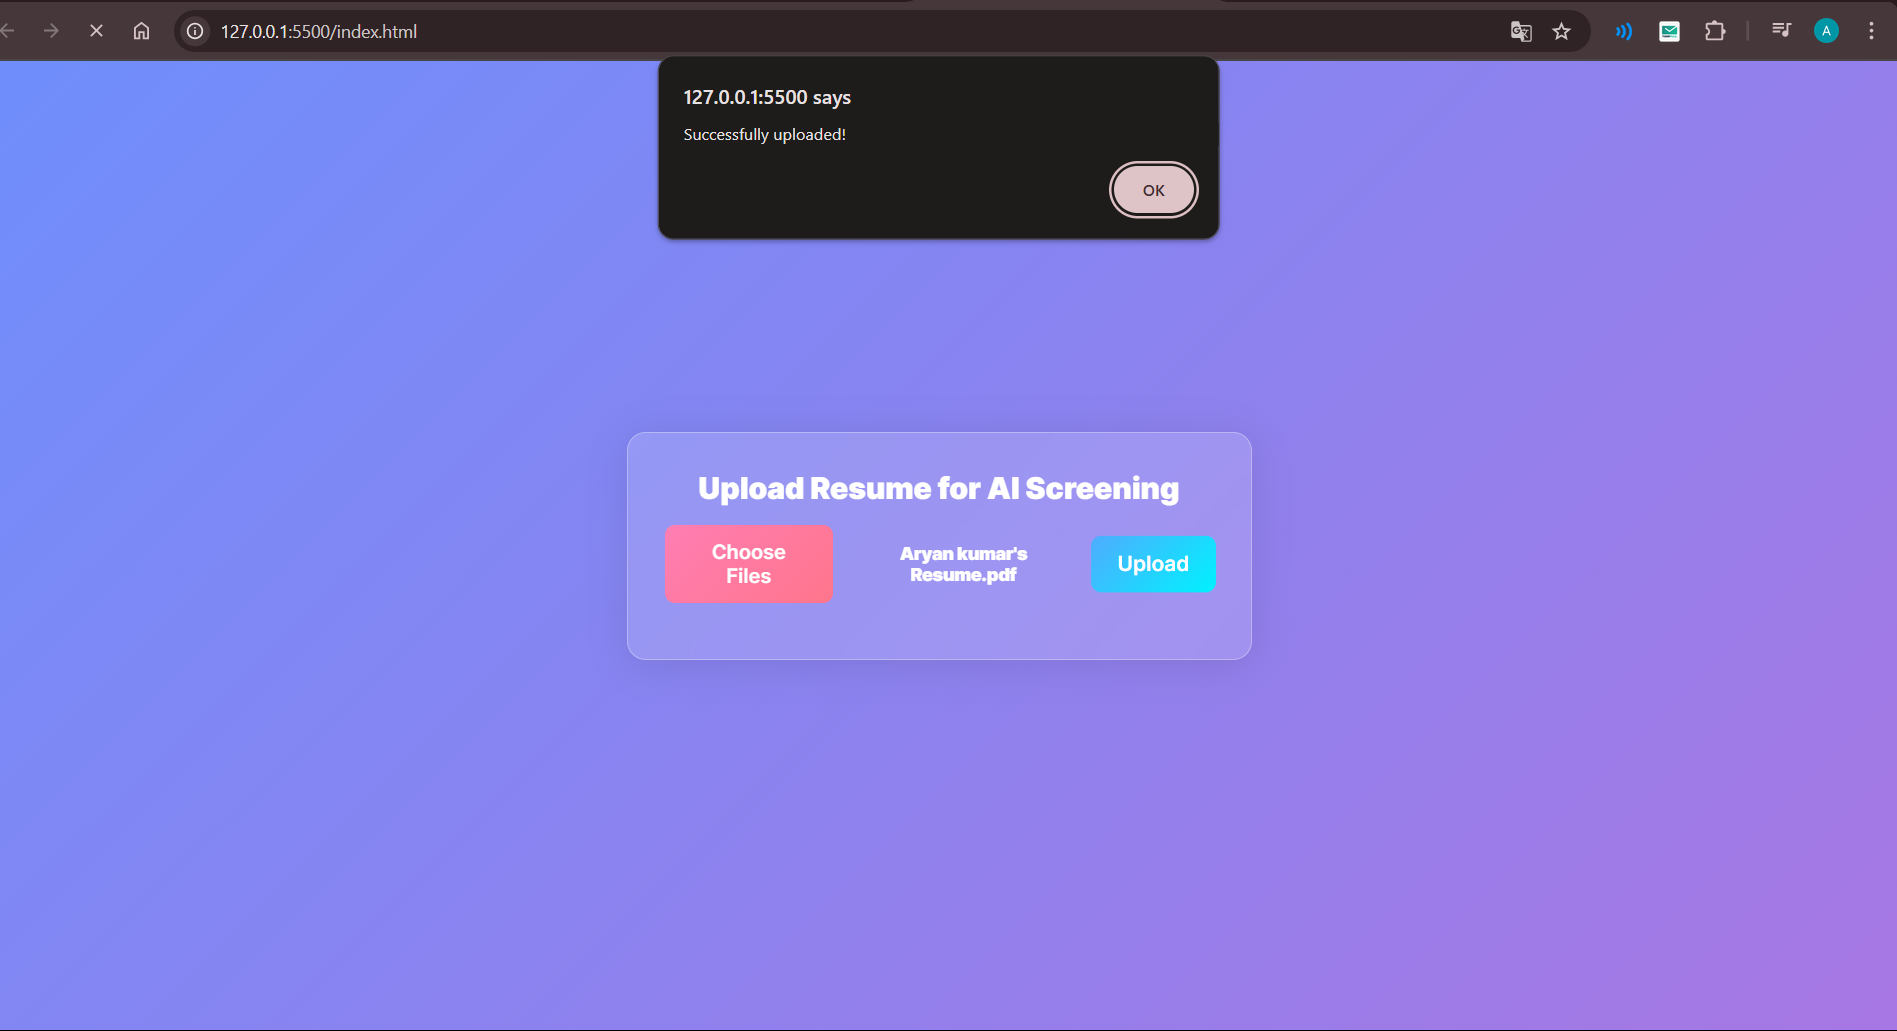 127.0.0.1:5500/index.html
A
127.0.0.1:5500 says
Successfully uploaded!
OK
Upload Resume for AI Screening
Choose
Files
Aryan kumar's
Resume.pdf
Upload